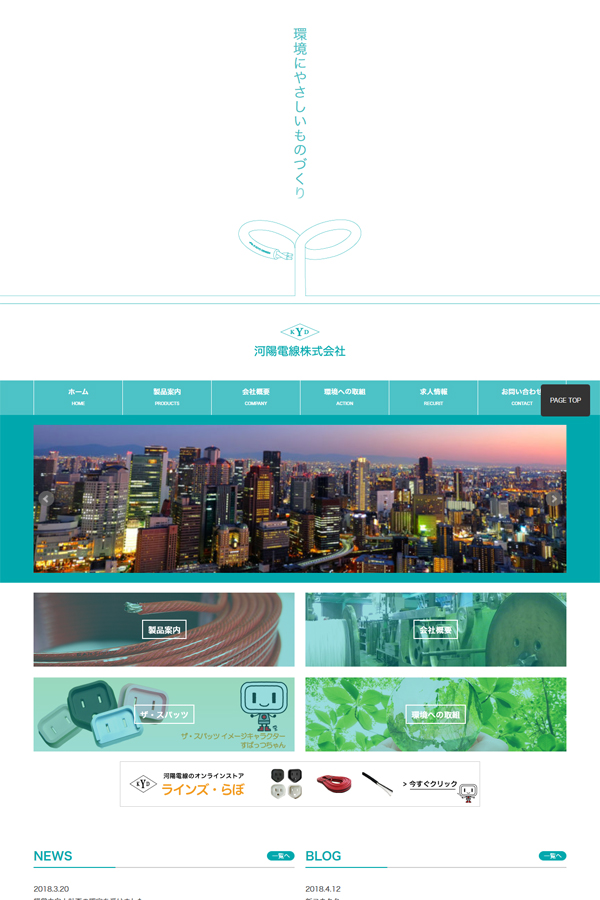 環境にやさしいものづくり
KYD
河陽電線株式会社
ホーム
HOME
製品案内
PRODUCTS
会社概要
COMPANY
環境への取組
ACTION
求人情報
RECURIT
お問い合わせ
CONTACT
PAGE TOP
製品案内
会社概要
ザ・スパッツ
ザ・スパッツ イメージキャラクター
すぱっつちゃん
環境への取組
KYD
河陽電線のオンラインストア
ラインズ・らぼ
> 今すぐクリック
NEWS
一覧へ
BLOG
一覧へ
2018.3.20
2018.4.12